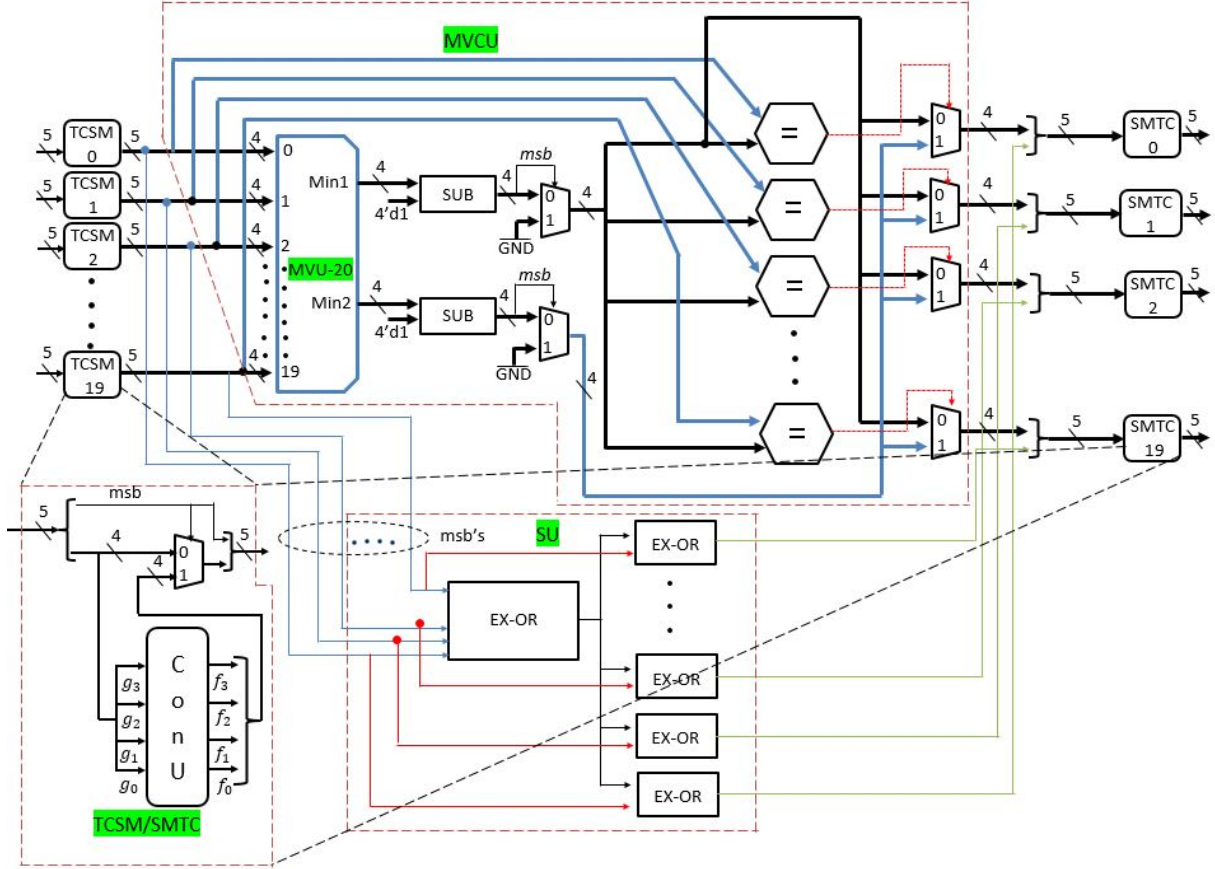 MVCU
5 TCSM 0 5 4 0
5 TCSM 1 5 4 1
5 TCSM 2 5 4 2
5 TCSM 19 5 4 19
MVU-20
Min1 4 4'd1 SUB 4 msb 0 1 GND 4
Min2 4 4'd1 SUB 4 msb 0 1 GND 4
= 0 1 4 5 SMTC 0 5
= 0 1 4 5 SMTC 1 5
= 0 1 4 5 SMTC 2 5
= 0 1 4 5 SMTC 19 5
msb
5 4 0 5
4 1
C o n U
g3 f3
g2 f2
g1 f1
g0 f0
TCSM/SMTC
msb's
SU
EX-OR
EX-OR
EX-OR
EX-OR
EX-OR